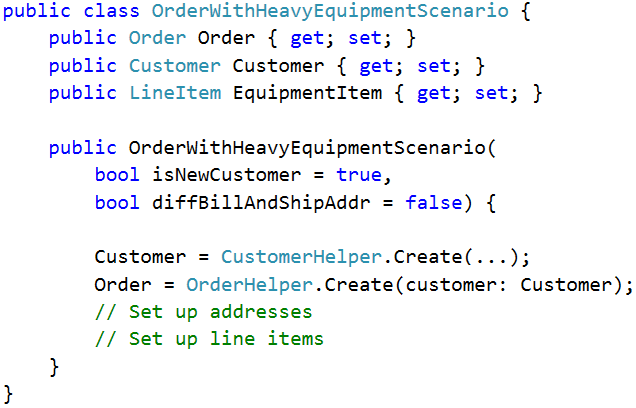 public class OrderWithHeavyEquipmentScenario {
    public Order Order { get; set; }
    public Customer Customer { get; set; }
    public LineItem EquipmentItem { get; set; }

    public OrderWithHeavyEquipmentScenario(
        bool isNewCustomer = true,
        bool diffBillAndShipAddr = false) {

        Customer = CustomerHelper.Create(...);
        Order = OrderHelper.Create(customer: Customer);
        // Set up addresses
        // Set up line items
    }
}